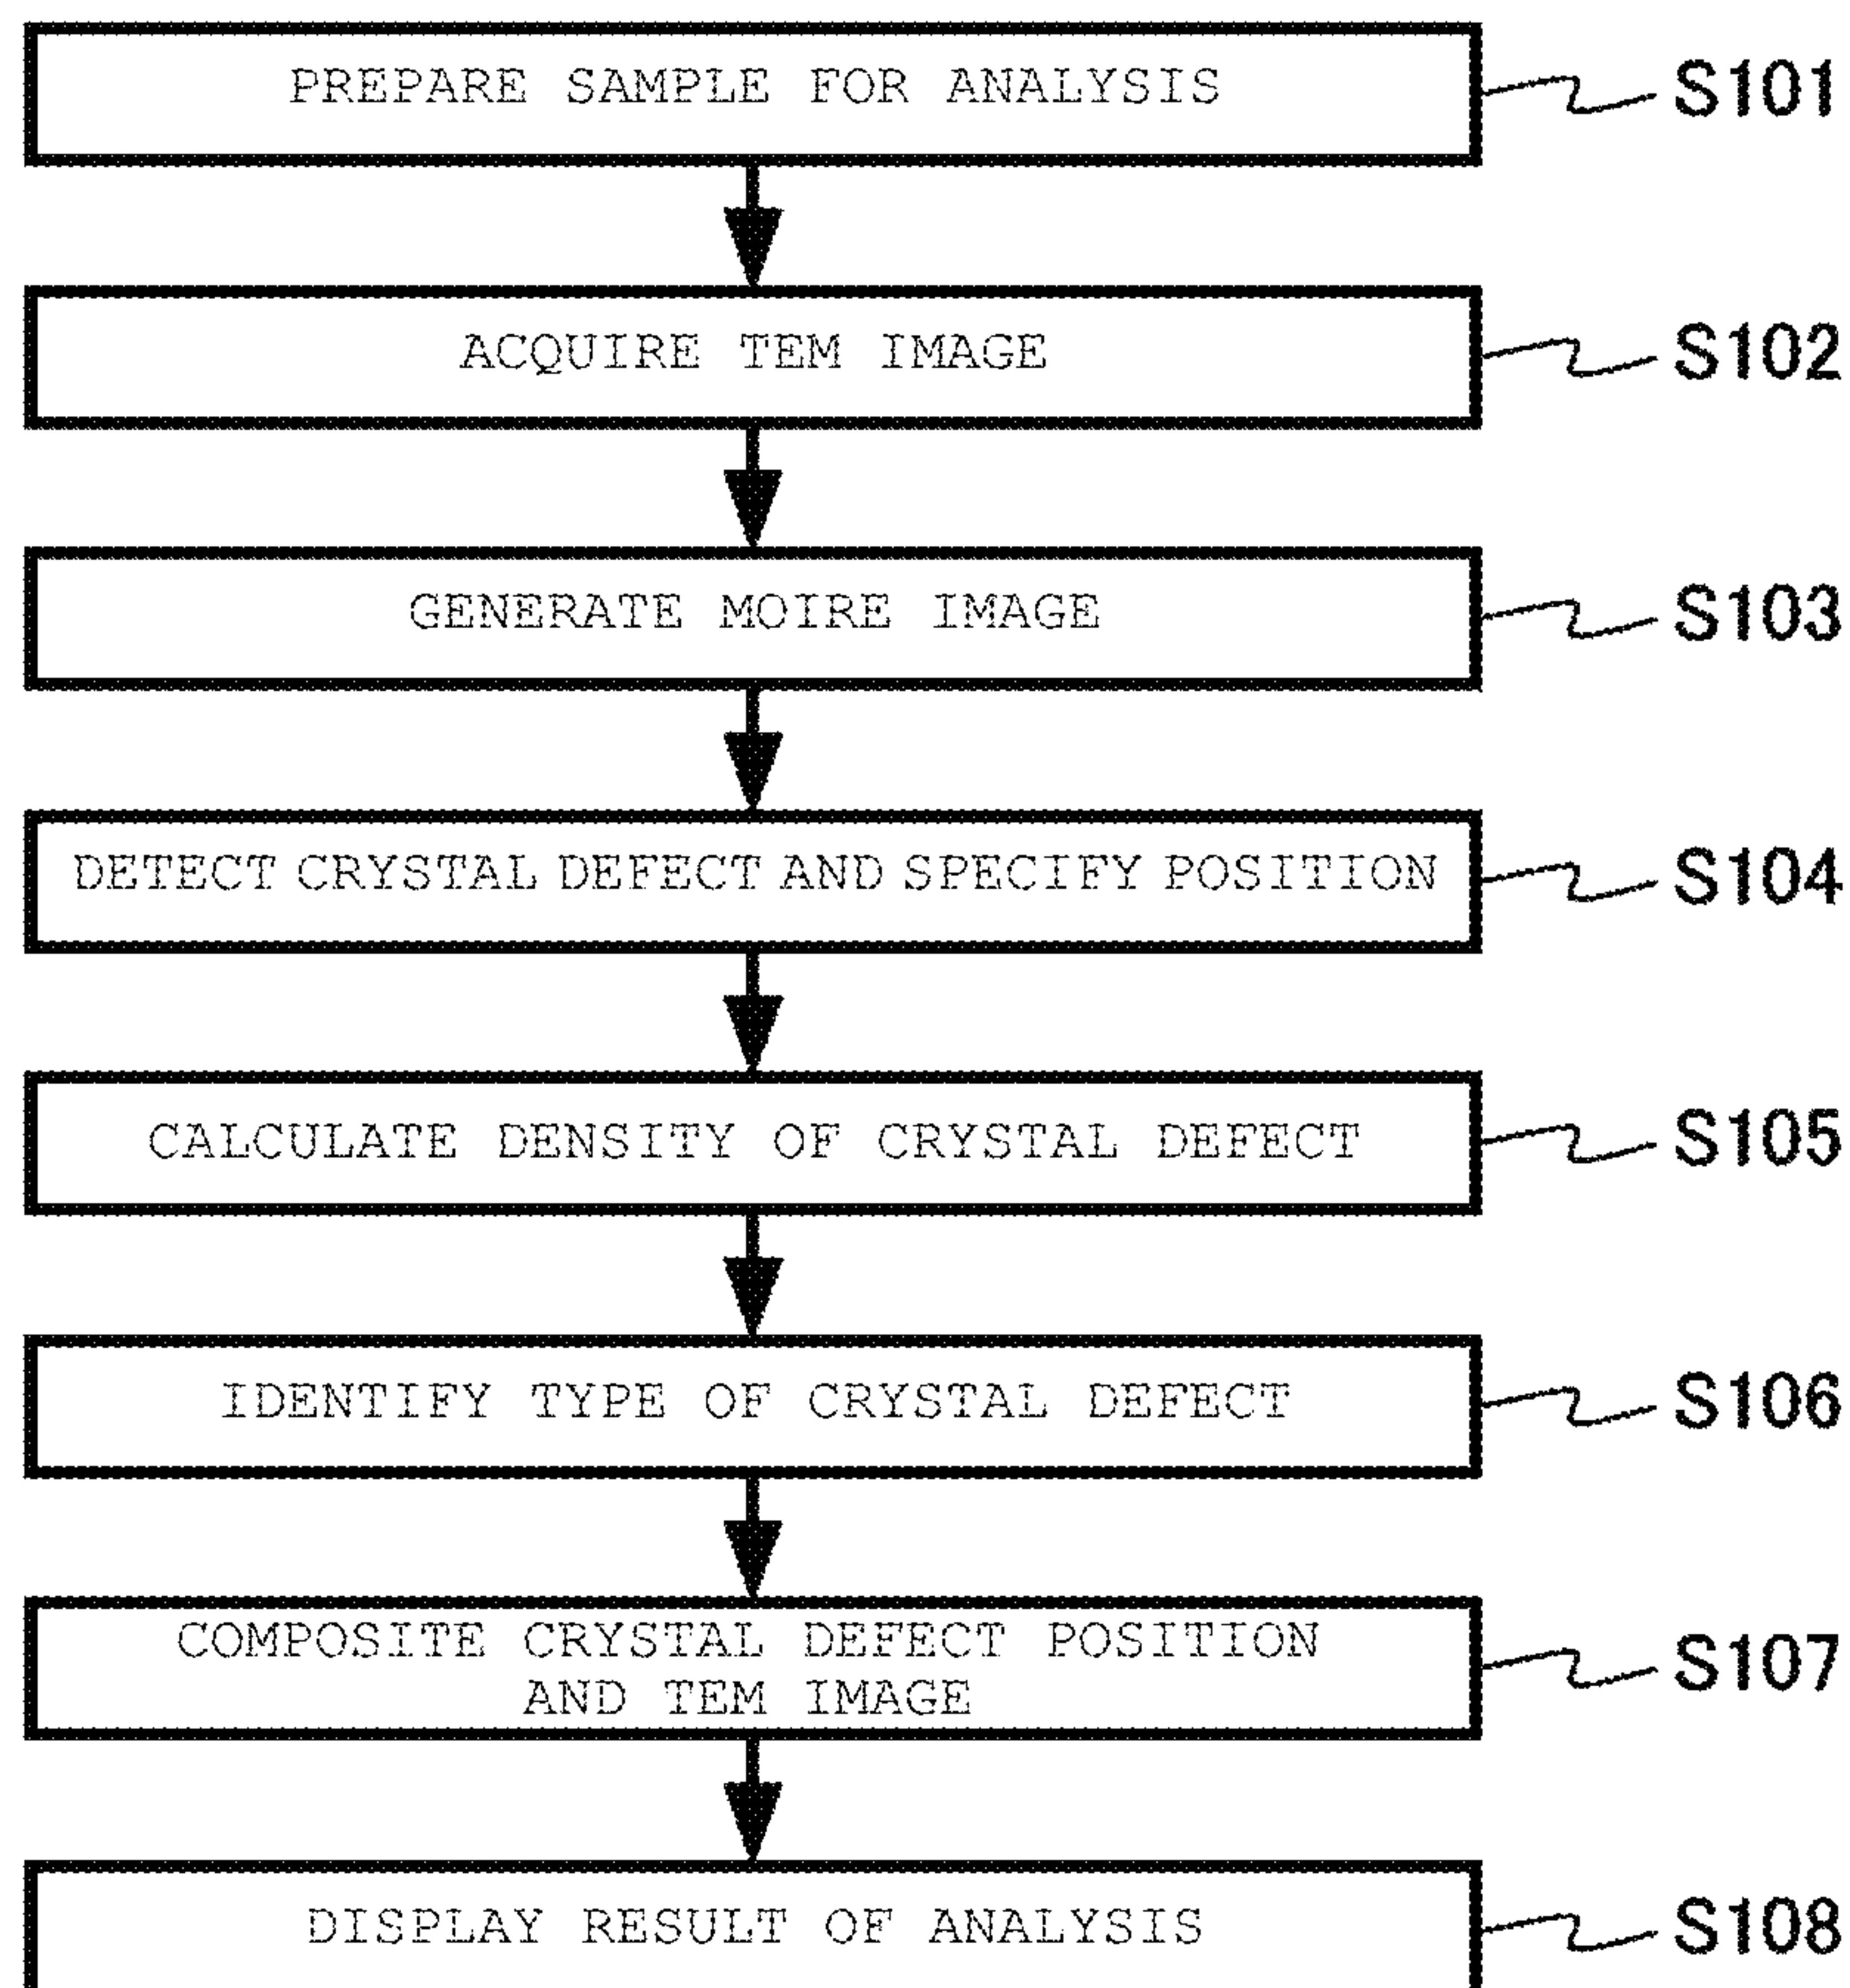 PREPARE SAMPLE FOR ANALYSIS S101
ACQUIRE TEM IMAGE S102
GENERATE MOIRE IMAGE S103
DETECT CRYSTAL DEFECT AND SPECIFY POSITION S104
CALCULATE DENSITY OF CRYSTAL DEFECT S105
IDENTIFY TYPE OF CRYSTAL DEFECT S106
COMPOSITE CRYSTAL DEFECT POSITION
AND TEM IMAGE S107
DISPLAY RESULT OF ANALYSIS S108